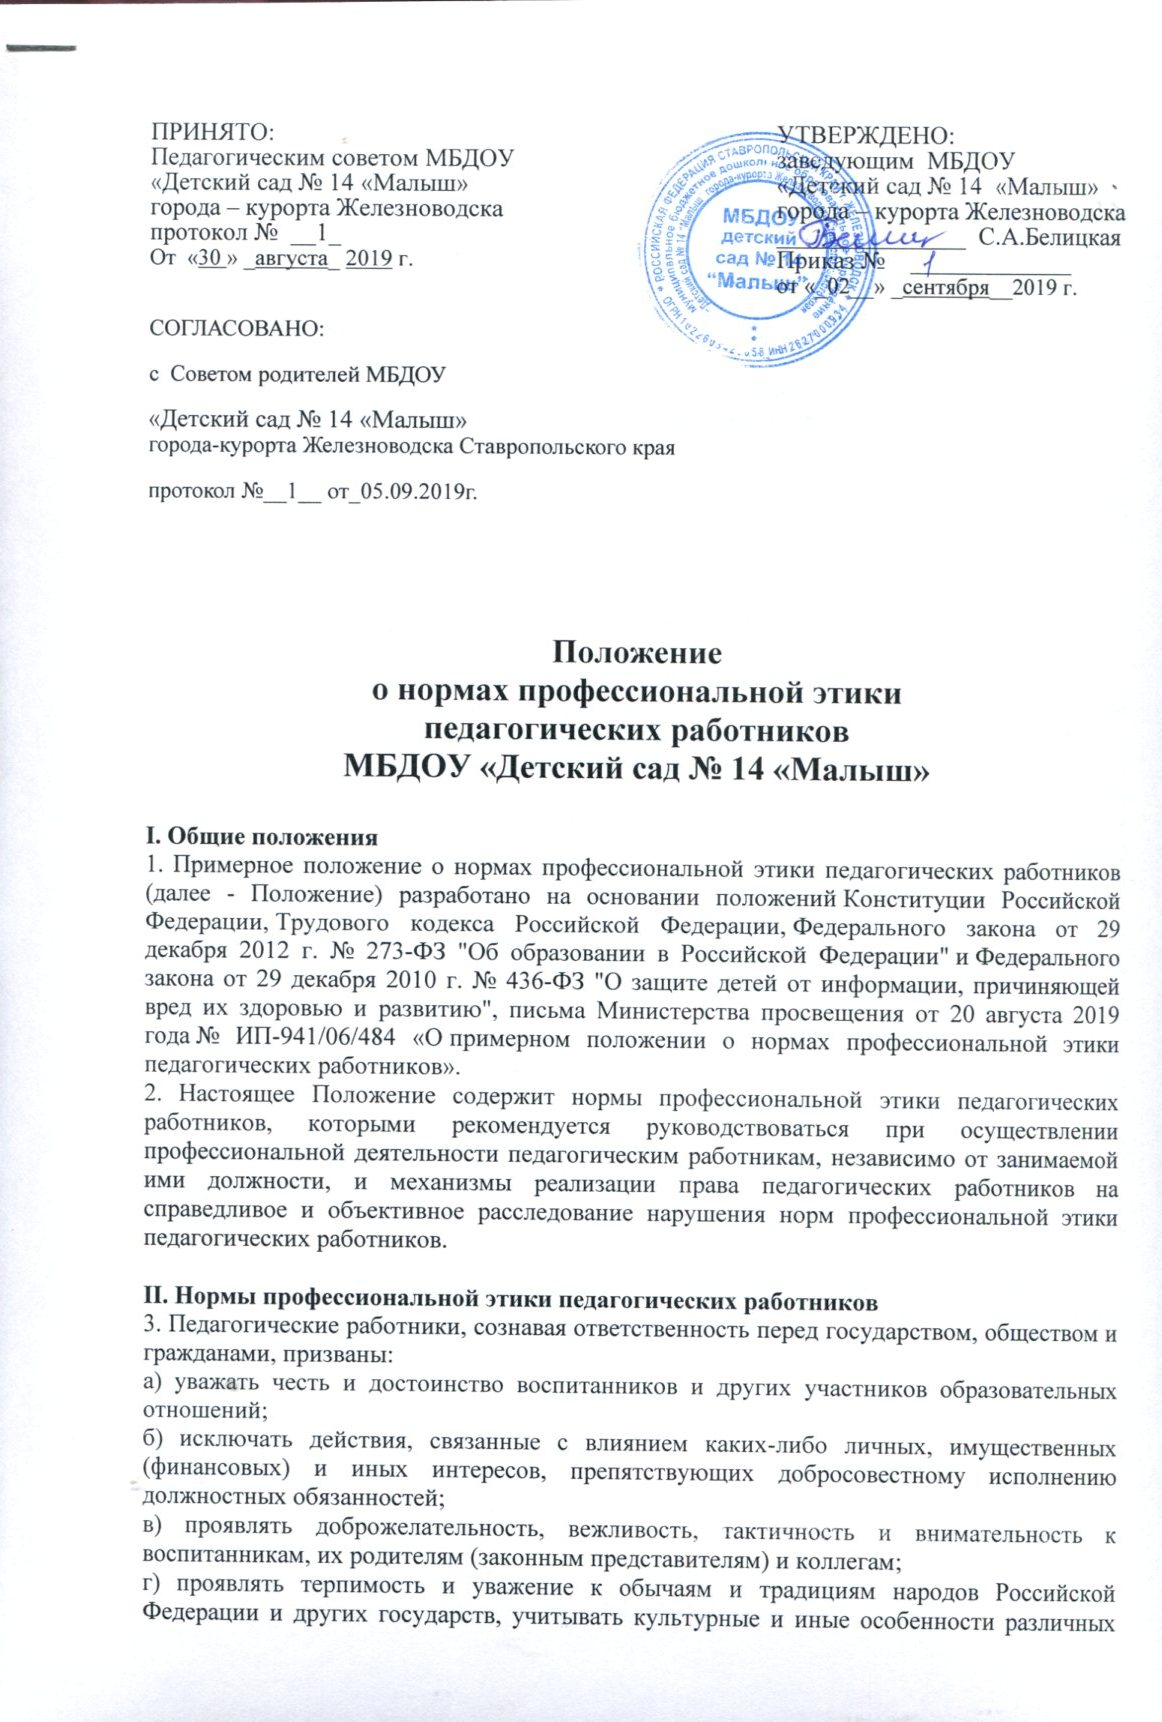 ПРИНЯТО:
Педагогическим советом МБДОУ
«Детский сад № 14 «Малыш»
города – курорта Железноводска
протокол № __1_
От «30 » _августа_ 2019 г.
УТВЕРЖДЕНО:
заведующим МБДОУ
«Детский сад № 14 «Малыш»
города – курорта Железноводска
С.А.Белицкая
Приказ № 1
от «_02__» _сентября__2019 г.
МБДОУ
детский
сад № 14
“Малыш”
СОГЛАСОВАНО:
с Советом родителей МБДОУ
«Детский сад № 14 «Малыш»
города-курорта Железноводска Ставропольского края
протокол №__1__ от_05.09.2019г.
Положение
о нормах профессиональной этики
педагогических работников
МБДОУ «Детский сад № 14 «Малыш»
I. Общие положения
1. Примерное положение о нормах профессиональной этики педагогических работников
(далее - Положение) разработано на основании положений Конституции Российской
Федерации, Трудового кодекса Российской Федерации, Федерального закона от 29
декабря 2012 г. № 273-ФЗ "Об образовании в Российской Федерации" и Федерального
закона от 29 декабря 2010 г. № 436-ФЗ "О защите детей от информации, причиняющей
вред их здоровью и развитию", письма Министерства просвещения от 20 августа 2019
года № ИП-941/06/484 «О примерном положении о нормах профессиональной этики
педагогических работников».
2. Настоящее Положение содержит нормы профессиональной этики педагогических
работников, которыми рекомендуется руководствоваться при осуществлении
профессиональной деятельности педагогическим работникам, независимо от занимаемой
ими должности, и механизмы реализации права педагогических работников на
справедливое и объективное расследование нарушения норм профессиональной этики
педагогических работников.
II. Нормы профессиональной этики педагогических работников
3. Педагогические работники, сознавая ответственность перед государством, обществом и
гражданами, призваны:
а) уважать честь и достоинство воспитанников и других участников образовательных
отношений;
б) исключать действия, связанные с влиянием каких-либо личных, имущественных
(финансовых) и иных интересов, препятствующих добросовестному исполнению
должностных обязанностей;
в) проявлять доброжелательность, вежливость, тактичность и внимательность к
воспитанникам, их родителям (законным представителям) и коллегам;
г) проявлять терпимость и уважение к обычаям и традициям народов Российской
Федерации и других государств, учитывать культурные и иные особенности различных